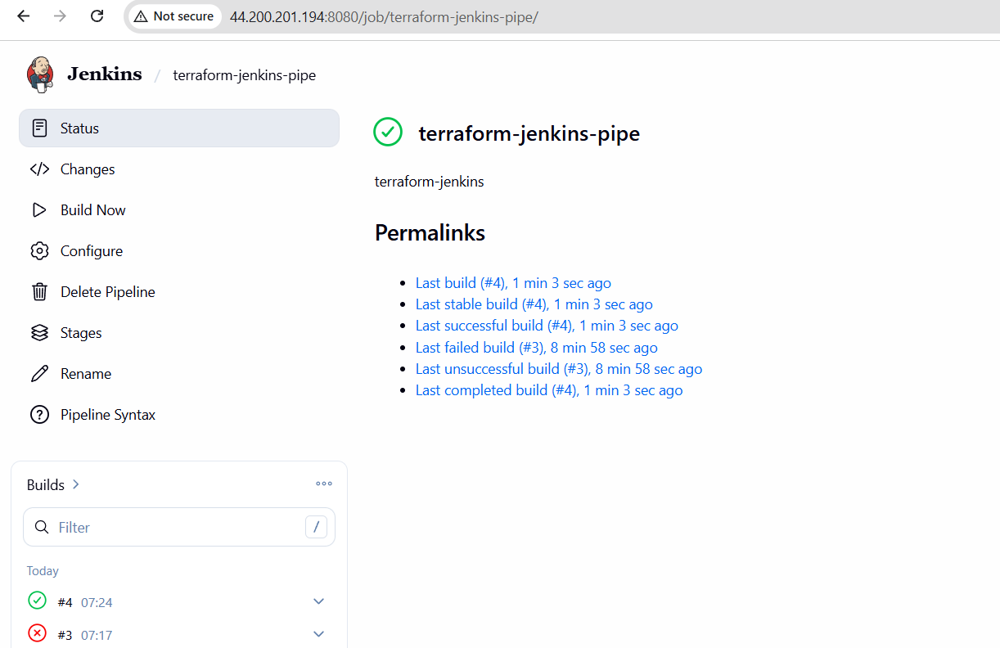 Not secure 44.200.201.194:8080/job/terraform-jenkins-pipe/
Jenkins / terraform-jenkins-pipe
Status
Changes
Build Now
Configure
Delete Pipeline
Stages
Rename
Pipeline Syntax
Builds
Filter /
Today
#4 07:24
#3 07:17
terraform-jenkins-pipe
terraform-jenkins
Permalinks
Last build (#4), 1 min 3 sec ago
Last stable build (#4), 1 min 3 sec ago
Last successful build (#4), 1 min 3 sec ago
Last failed build (#3), 8 min 58 sec ago
Last unsuccessful build (#3), 8 min 58 sec ago
Last completed build (#4), 1 min 3 sec ago